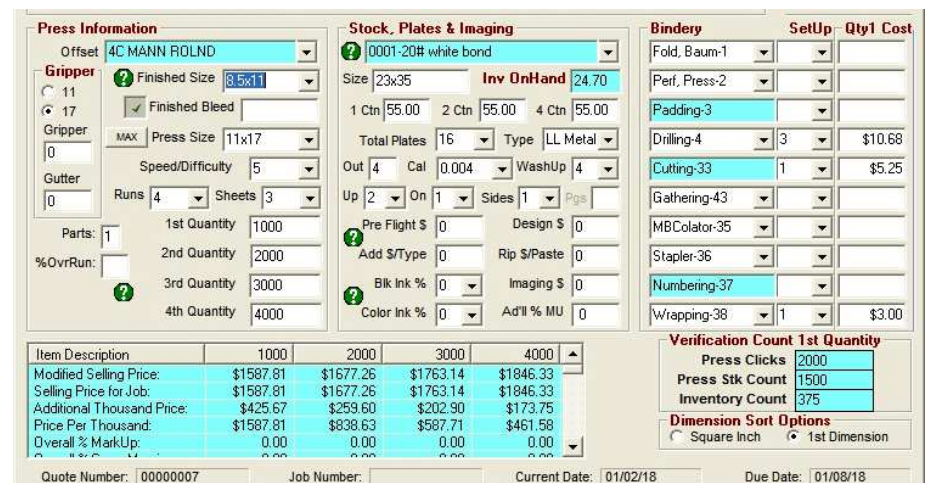 Press Information
Offset 4C MANN ROLND
Gripper
11
17
Gripper
0
Gutter
0
Finished Size 8.5x11
Finished Bleed
MAX Press Size 11x17
Speed/Difficulty 5
Runs 4 Sheets 3
Parts: 1
%OvrRun:
1st Quantity 1000
2nd Quantity 2000
3rd Quantity 3000
4th Quantity 4000
Stock, Plates & Imaging
0001-20# white bond
Size 23x35 Inv OnHand 24.70
1 Ctn 55.00 2 Ctn 55.00 4 Ctn 55.00
Total Plates 16 Type LL Metal
Out 4 Cal 0.004 WashUp 4
Up 2 On 1 Sides 1 Pgs
Pre Flight $ 0 Design $ 0
Add $/Type 0 Rip $/Paste 0
Blk Ink % 0 Imaging $ 0
Color Ink % 0 Ad'll % MU 0
Bindery SetUp Qty1 Cost
Fold, Baum-1
Perf, Press-2
Padding-3
Drilling-4 3 $10.68
Cutting-33 1 $5.25
Gathering-43
MBColator-35
Stapler-36
Numbering-37
Wrapping-38 1 $3.00
Item Description 1000 2000 3000 4000
Modified Selling Price: $1587.81 $1677.26 $1763.14 $1846.33
Selling Price for Job: $1587.81 $1677.26 $1763.14 $1846.33
Additional Thousand Price: $425.67 $259.60 $202.90 $173.75
Price Per Thousand: $1587.81 $838.63 $587.71 $461.58
Overall % MarkUp: 0.00 0.00 0.00 0.00
Verification Count 1st Quantity
Press Clicks 2000
Press Stk Count 1500
Inventory Count 375
Dimension Sort Options
Square Inch 1st Dimension
Quote Number: 00000007 Job Number: Current Date: 01/02/18 Due Date: 01/08/18